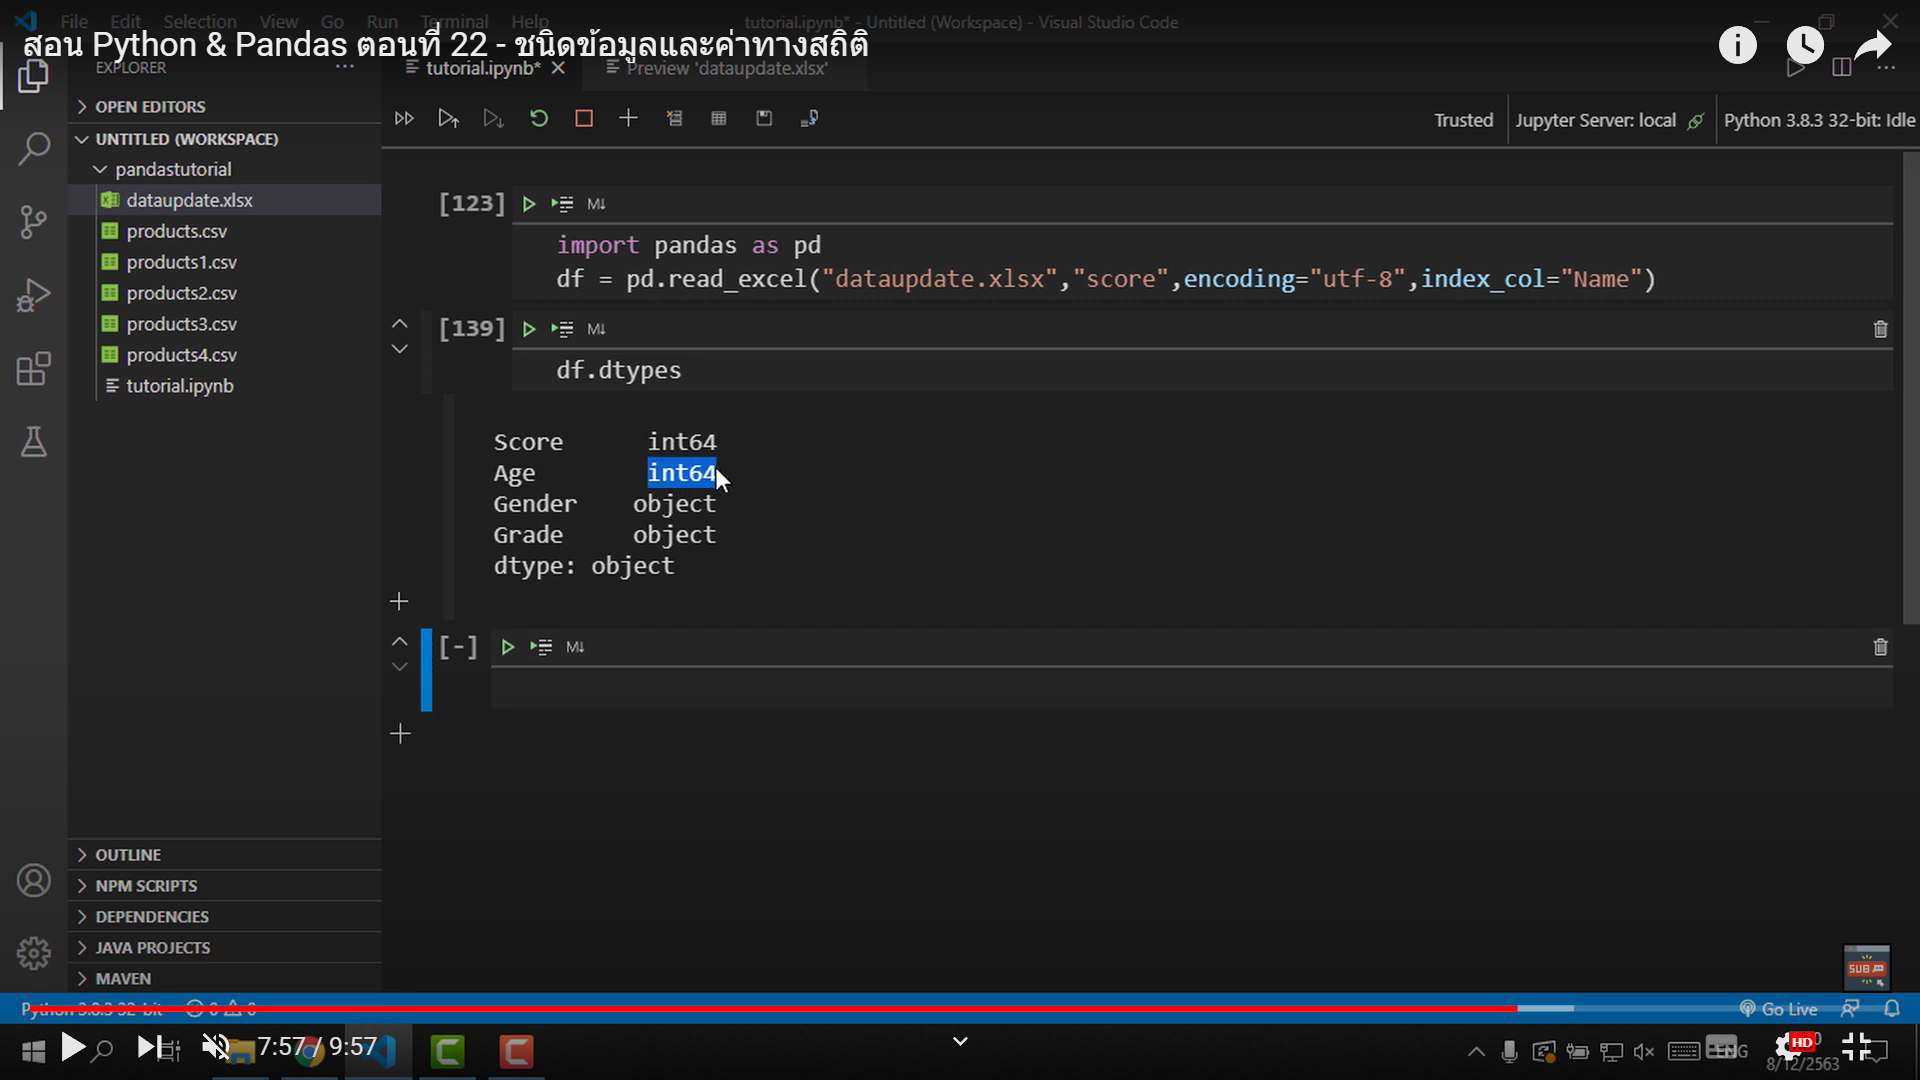 File Edit Selection View Go Run Terminal Help
tutorial.ipynb* - Untitled (Workspace) - Visual Studio Code
สอน Python & Pandas ตอนที่ 22 - ชนิดข้อมูลและค่าทางสถิติ
EXPLORER
tutorial.ipynb*
Preview 'dataupdate.xlsx'
OPEN EDITORS
UNTITLED (WORKSPACE)
pandastutorial
dataupdate.xlsx
products.csv
products1.csv
products2.csv
products3.csv
products4.csv
tutorial.ipynb
OUTLINE
NPM SCRIPTS
DEPENDENCIES
JAVA PROJECTS
MAVEN
Trusted
Jupyter Server: local
Python 3.8.3 32-bit: Idle
[123]
M↓
import pandas as pd
df = pd.read_excel("dataupdate.xlsx","score",encoding="utf-8",index_col="Name")
[139]
M↓
df.dtypes
Score int64
Age int64
Gender object
Grade object
dtype: object
[-]
M↓
SUB
Python 3.8.3 32-bit
0 0
Go Live
7:57 / 9:57
ENG
HD
8/12/2563